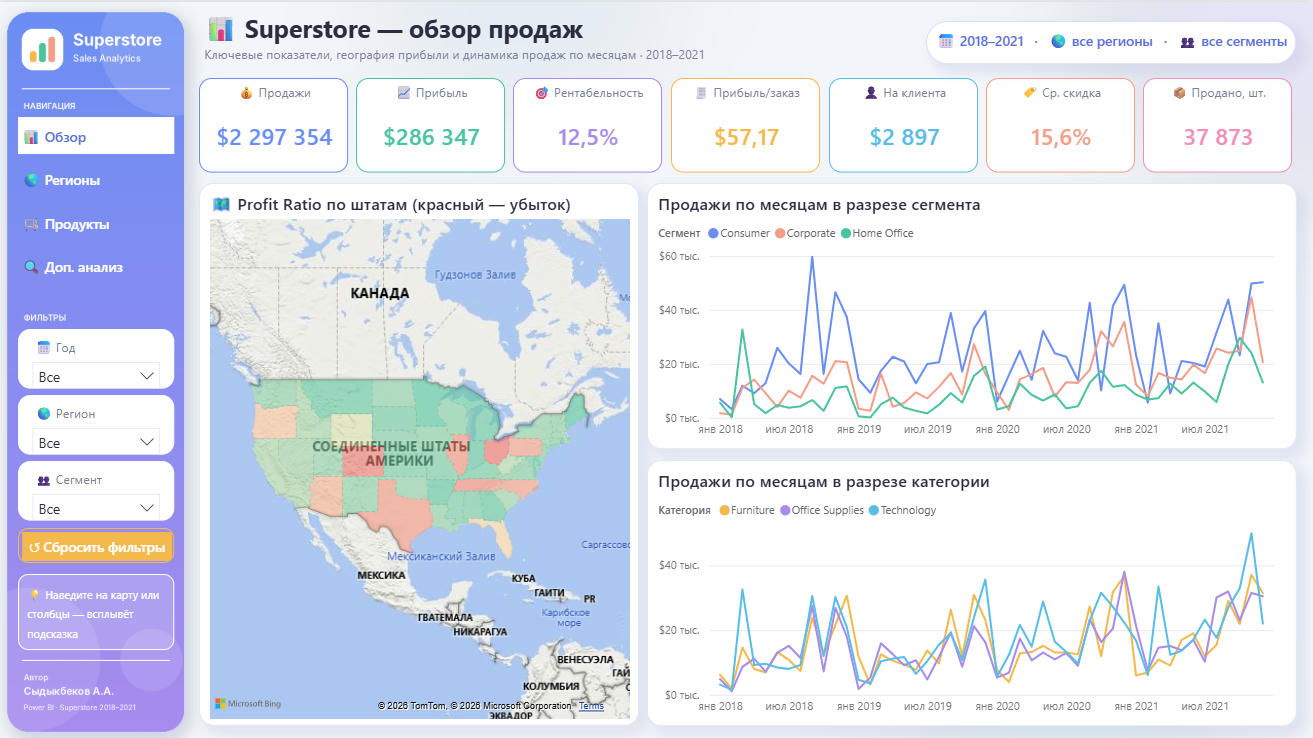 Superstore
Sales Analytics
НАВИГАЦИЯ
Обзор
Регионы
Продукты
Доп. анализ
ФИЛЬТРЫ
Год
Все
Регион
Все
Сегмент
Все
↺ Сбросить фильтры
Наведите на карту или
столбцы — всплывёт
подсказка
Автор
Сыдыкбеков А.А.
Power BI · Superstore 2018–2021
Superstore — обзор продаж
Ключевые показатели, география прибыли и динамика продаж по месяцам · 2018–2021
2018–2021 · все регионы · все сегменты
Продажи
$2 297 354
Прибыль
$286 347
Рентабельность
12,5%
Прибыль/заказ
$57,17
На клиента
$2 897
Ср. скидка
15,6%
Продано, шт.
37 873
Profit Ratio по штатам (красный — убыток)
Гудзонов Залив
КАНАДА
СОЕДИНЕННЫЕ ШТАТЫ
АМЕРИКИ
Саргассово
Мексиканский Залив
МЕКСИКА
КУБА
ГАИТИ
PR
Карибское
море
ГВАТЕМАЛА
НИКАРАГУА
ВЕНЕСУЭЛА
ГАЙ
КОЛУМБИЯ
ЭКВАДОР
Microsoft Bing
© 2026 TomTom, © 2026 Microsoft Corporation Terms
Продажи по месяцам в разрезе сегмента
Сегмент Consumer Corporate Home Office
$60 тыс.
$40 тыс.
$20 тыс.
$0 тыс.
янв 2018 июл 2018 янв 2019 июл 2019 янв 2020 июл 2020 янв 2021 июл 2021
Продажи по месяцам в разрезе категории
Категория Furniture Office Supplies Technology
$40 тыс.
$20 тыс.
$0 тыс.
янв 2018 июл 2018 янв 2019 июл 2019 янв 2020 июл 2020 янв 2021 июл 2021